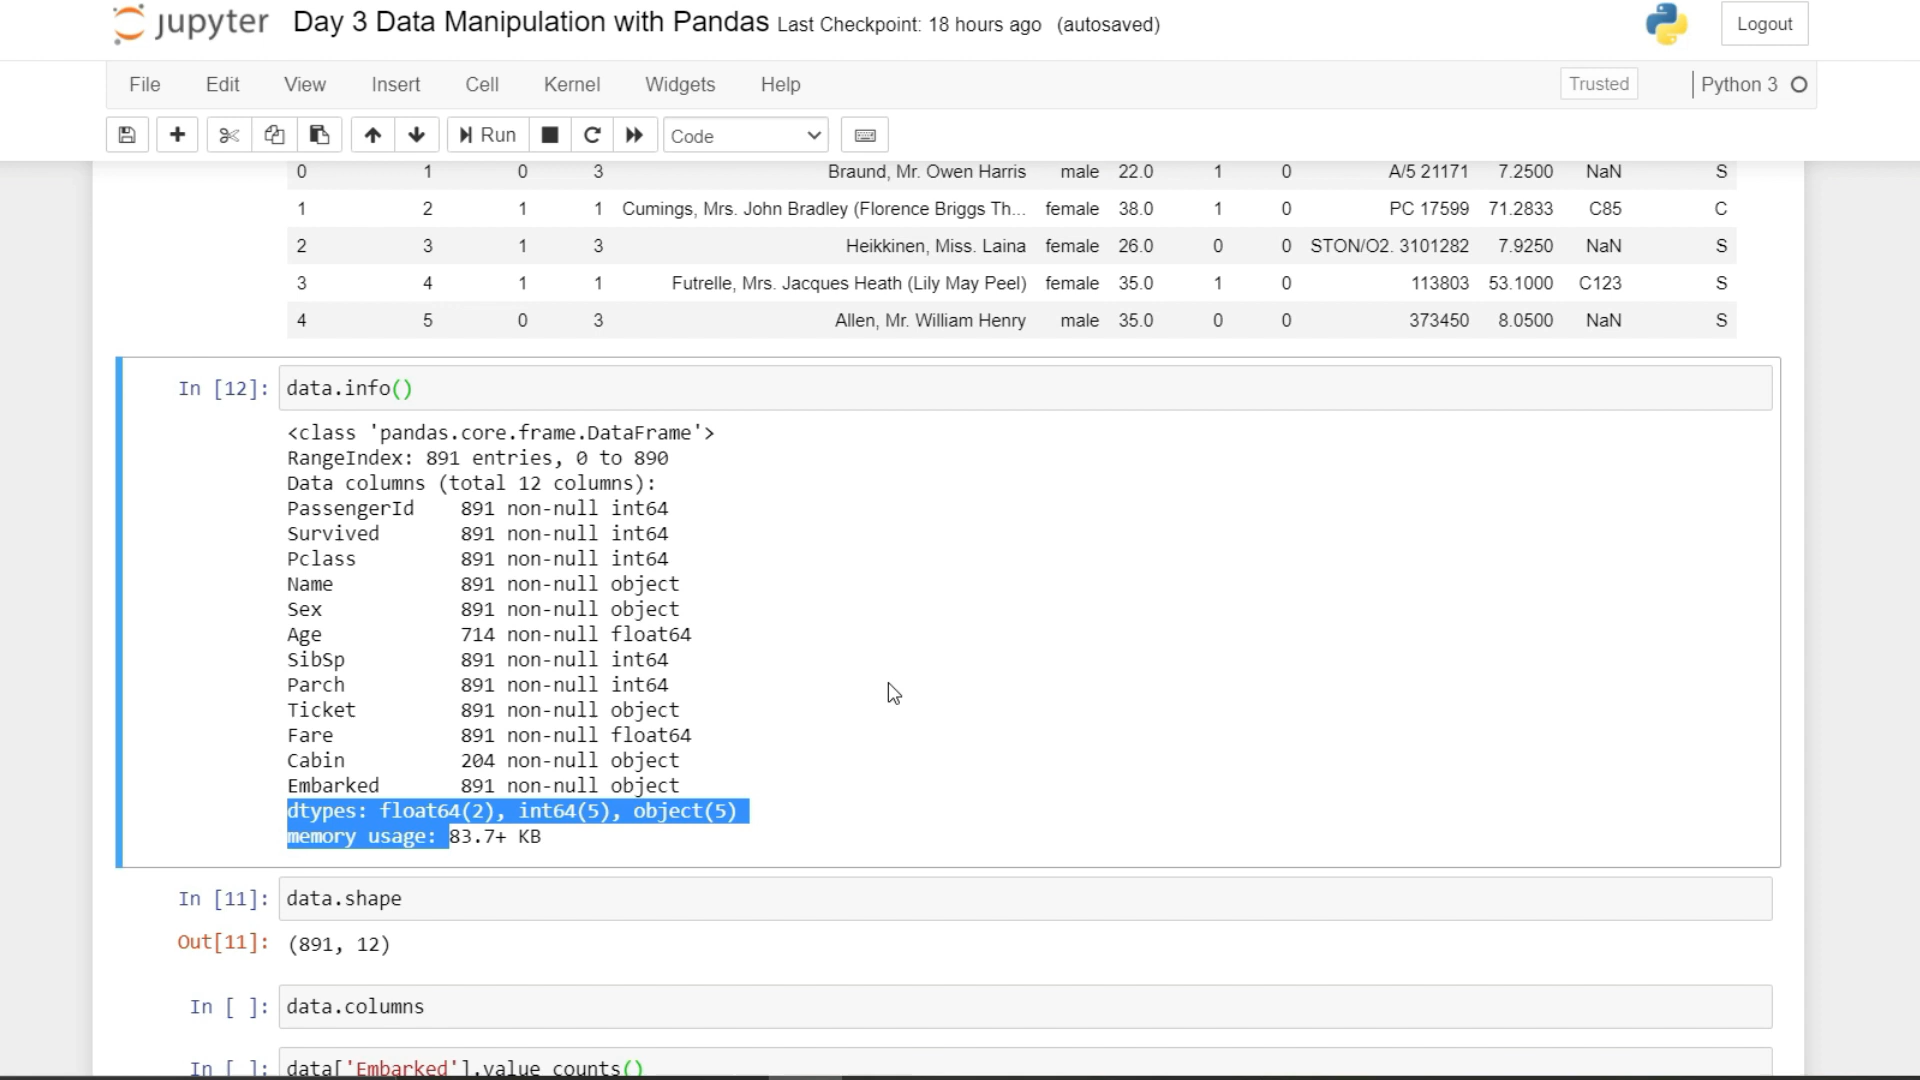 jupyter Day 3 Data Manipulation with Pandas Last Checkpoint: 18 hours ago (autosaved) Logout
File Edit View Insert Cell Kernel Widgets Help Trusted Python 3
Run Code
0 1 0 3 Braund, Mr. Owen Harris male 22.0 1 0 A/5 21171 7.2500 NaN S
1 2 1 1 Cumings, Mrs. John Bradley (Florence Briggs Th... female 38.0 1 0 PC 17599 71.2833 C85 C
2 3 1 3 Heikkinen, Miss. Laina female 26.0 0 0 STON/O2. 3101282 7.9250 NaN S
3 4 1 1 Futrelle, Mrs. Jacques Heath (Lily May Peel) female 35.0 1 0 113803 53.1000 C123 S
4 5 0 3 Allen, Mr. William Henry male 35.0 0 0 373450 8.0500 NaN S
In [12]: data.info()
<class 'pandas.core.frame.DataFrame'>
RangeIndex: 891 entries, 0 to 890
Data columns (total 12 columns):
PassengerId 891 non-null int64
Survived 891 non-null int64
Pclass 891 non-null int64
Name 891 non-null object
Sex 891 non-null object
Age 714 non-null float64
SibSp 891 non-null int64
Parch 891 non-null int64
Ticket 891 non-null object
Fare 891 non-null float64
Cabin 204 non-null object
Embarked 891 non-null object
dtypes: float64(2), int64(5), object(5)
memory usage: 83.7+ KB
In [11]: data.shape
Out[11]: (891, 12)
In [ ]: data.columns
In [ ]: data['Embarked'].value_counts()